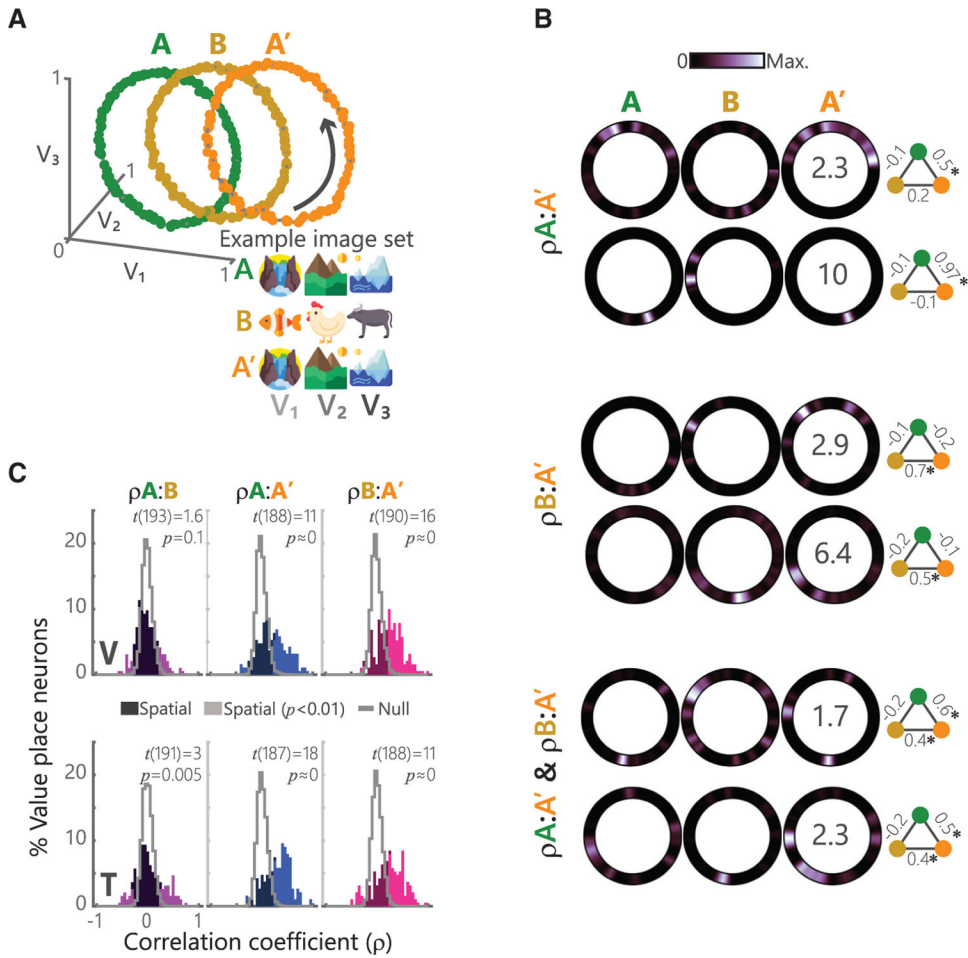 A
A B A′
1
V₃
1
V₂
0
V₁
1
Example image set
A
B
A′
V₁ V₂ V₃
B
0 Max.
A B A′
ρA:A′
2.3
-0.1 0.5*
0.2
10
-0.1 0.97*
-0.1
ρB:A′
2.9
-0.1 -0.2
0.7*
6.4
-0.2 -0.1
0.5*
ρA:A′ & ρB:A′
1.7
-0.2 0.6*
0.4*
2.3
-0.2 0.5*
0.4*
C
ρA:B ρA:A′ ρB:A′
t(193)=1.6 t(188)=11 t(190)=16
p=0.1 p≈0 p≈0
20
10
0
V
Spatial Spatial (p<0.01) Null
t(191)=3 t(187)=18 t(188)=11
p=0.005 p≈0 p≈0
20
10
0
T
% Value place neurons
-1 0 1
Correlation coefficient (ρ)